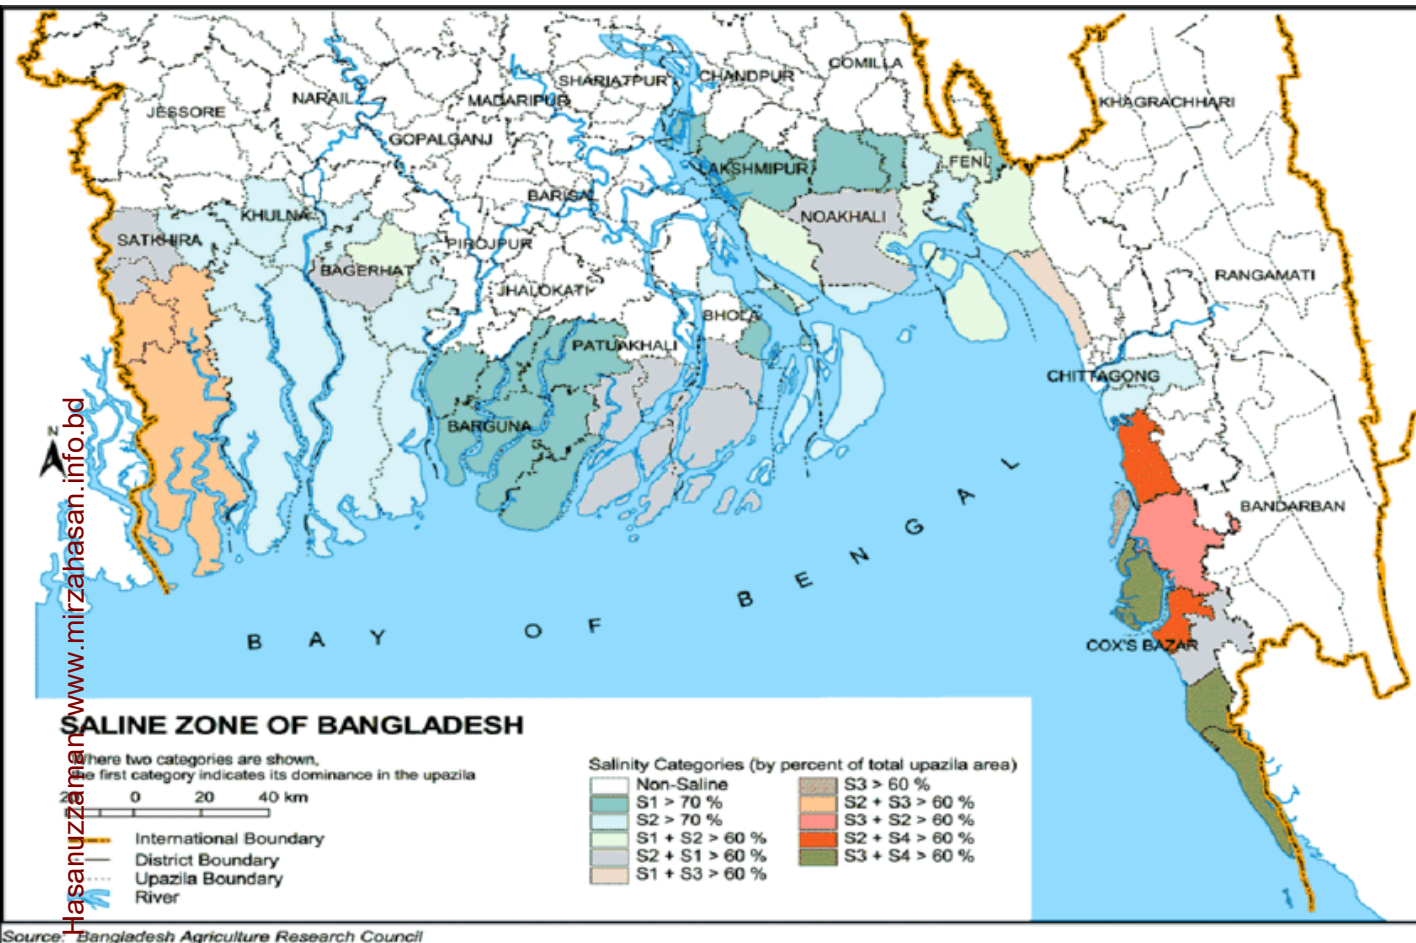 COMILLA
CHANDPUR
SHARIATPUR
KHAGRACHHARI
NARAIL
MADARIPUR
JESSORE
GOPALGANJ
FENI
LAKSHMIPUR
BARISAL
KHULNA
NOAKHALI
SATKHIRA
PIROJPUR
BAGERHAT
RANGAMATI
JHALOKATI
BHOLA
PATUAKHALI
CHITTAGONG
BARGUNA
N
BANDARBAN
COX'S BAZAR
BAY OF BENGAL
Hasanuzzaman, www.mirzahasan.info.bd
SALINE ZONE OF BANGLADESH
Where two categories are shown,
the first category indicates its dominance in the upazila
20 0 20 40 km
International Boundary
District Boundary
Upazila Boundary
River
Salinity Categories (by percent of total upazila area)
Non-Saline
S1 > 70 %
S2 > 70 %
S1 + S2 > 60 %
S2 + S1 > 60 %
S1 + S3 > 60 %
S3 > 60 %
S2 + S3 > 60 %
S3 + S2 > 60 %
S2 + S4 > 60 %
S3 + S4 > 60 %
Source: Bangladesh Agriculture Research Council